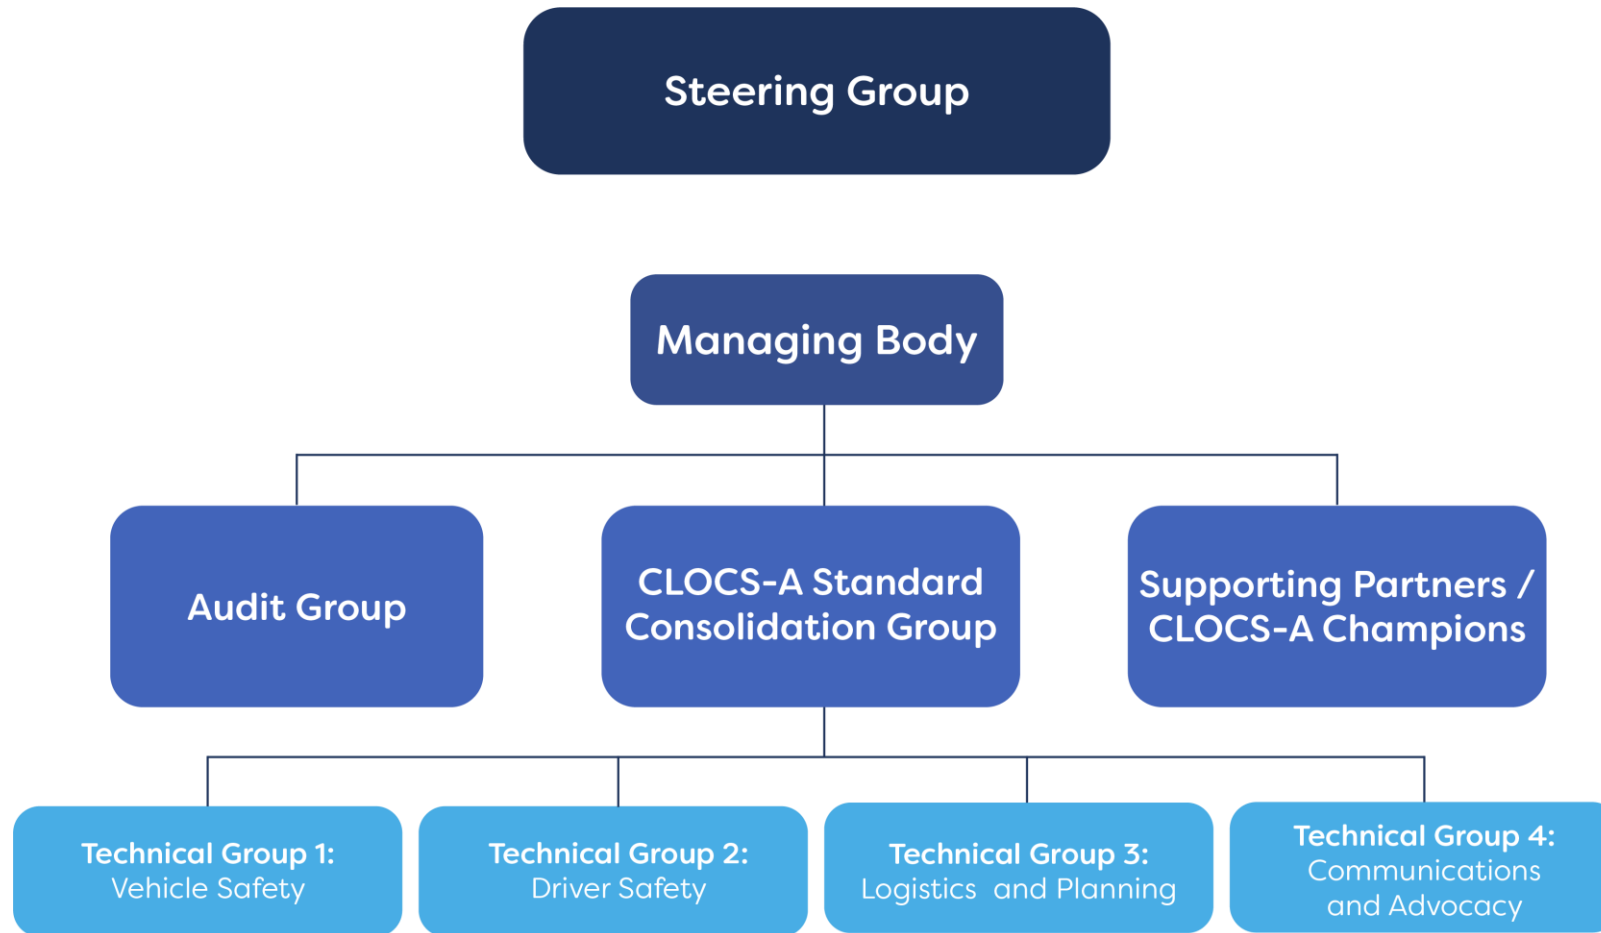 Steering Group
Managing Body
Audit Group
CLOCS-A Standard
Consolidation Group
Supporting Partners /
CLOCS-A Champions
Technical Group 1:
Vehicle Safety
Technical Group 2:
Driver Safety
Technical Group 3:
Logistics and Planning
Technical Group 4:
Communications
and Advocacy